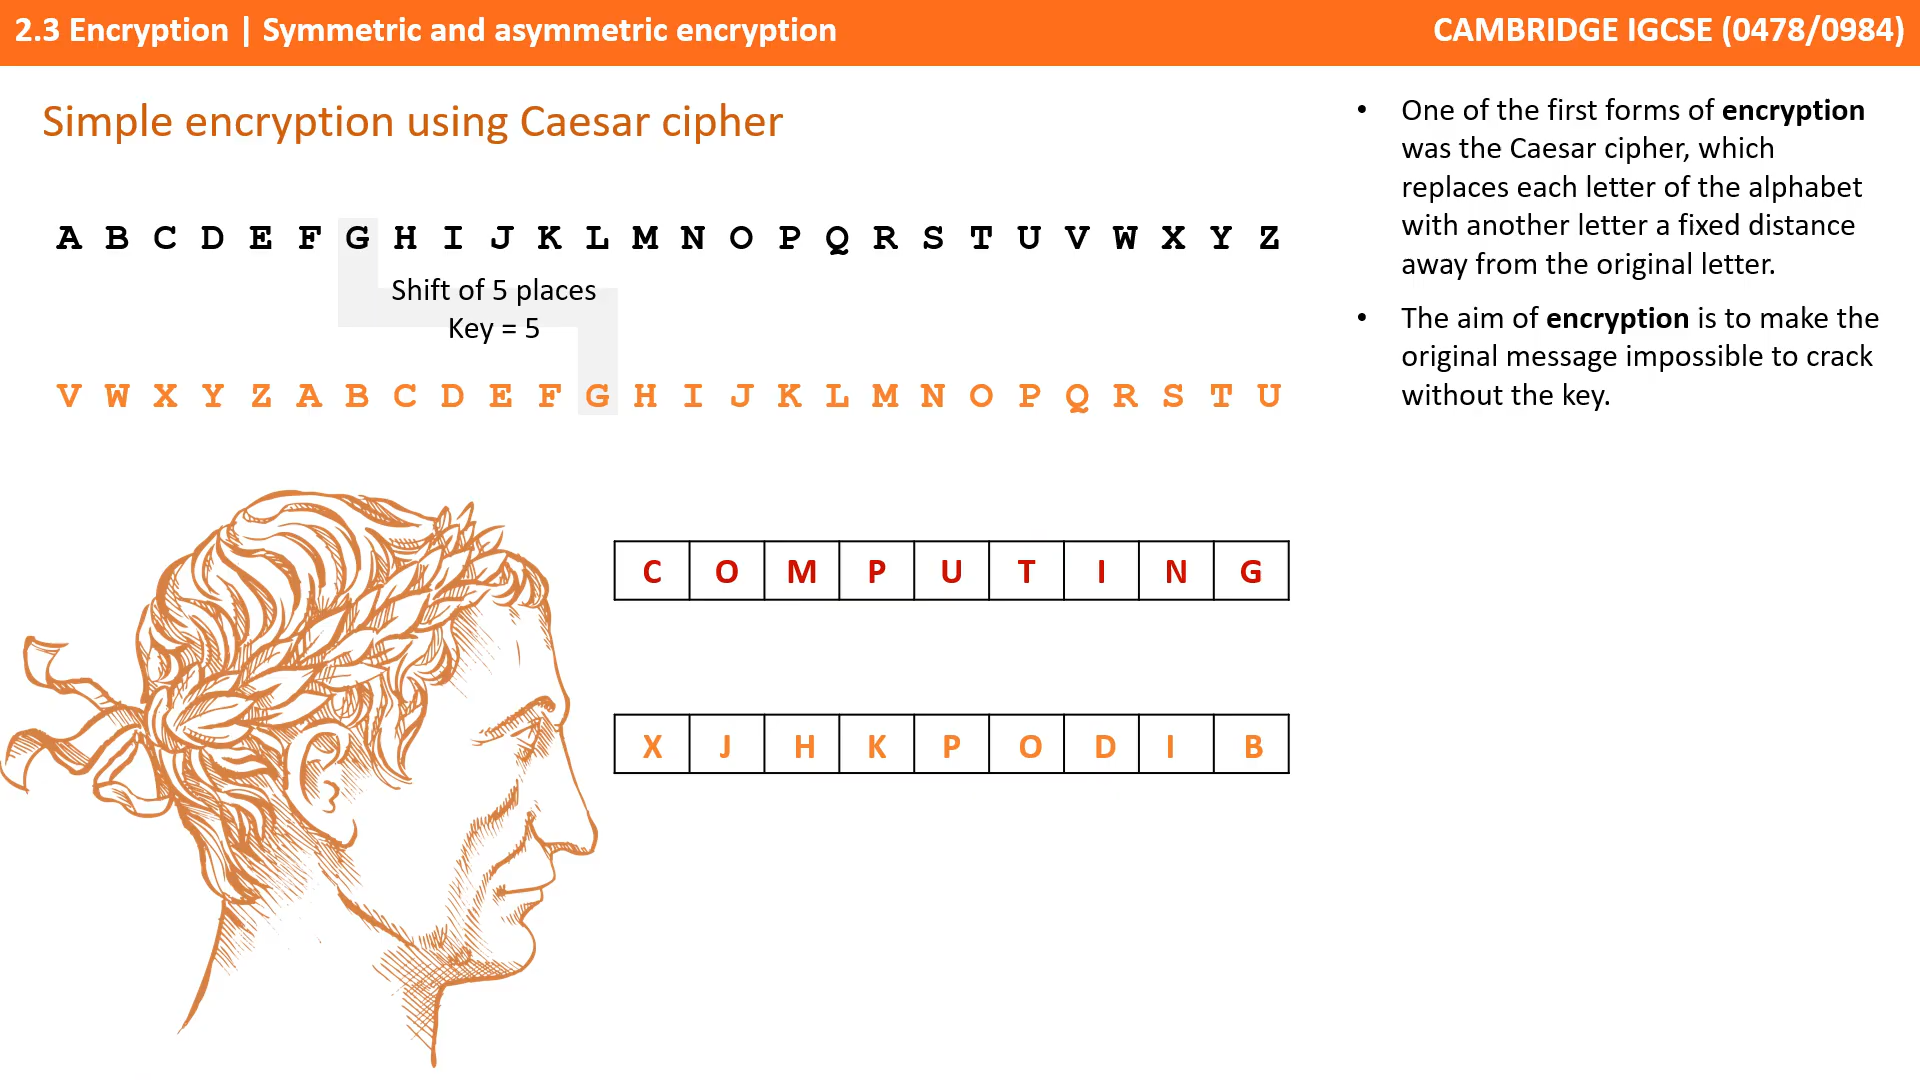 2.3 Encryption | Symmetric and asymmetric encryption
CAMBRIDGE IGCSE (0478/0984)
Simple encryption using Caesar cipher
A B C D E F G H I J K L M N O P Q R S T U V W X Y Z
Shift of 5 places
Key = 5
V W X Y Z A B C D E F G H I J K L M N O P Q R S T U
C O M P U T I N G
X J H K P O D I B
• One of the first forms of encryption
was the Caesar cipher, which
replaces each letter of the alphabet
with another letter a fixed distance
away from the original letter.
• The aim of encryption is to make the
original message impossible to crack
without the key.